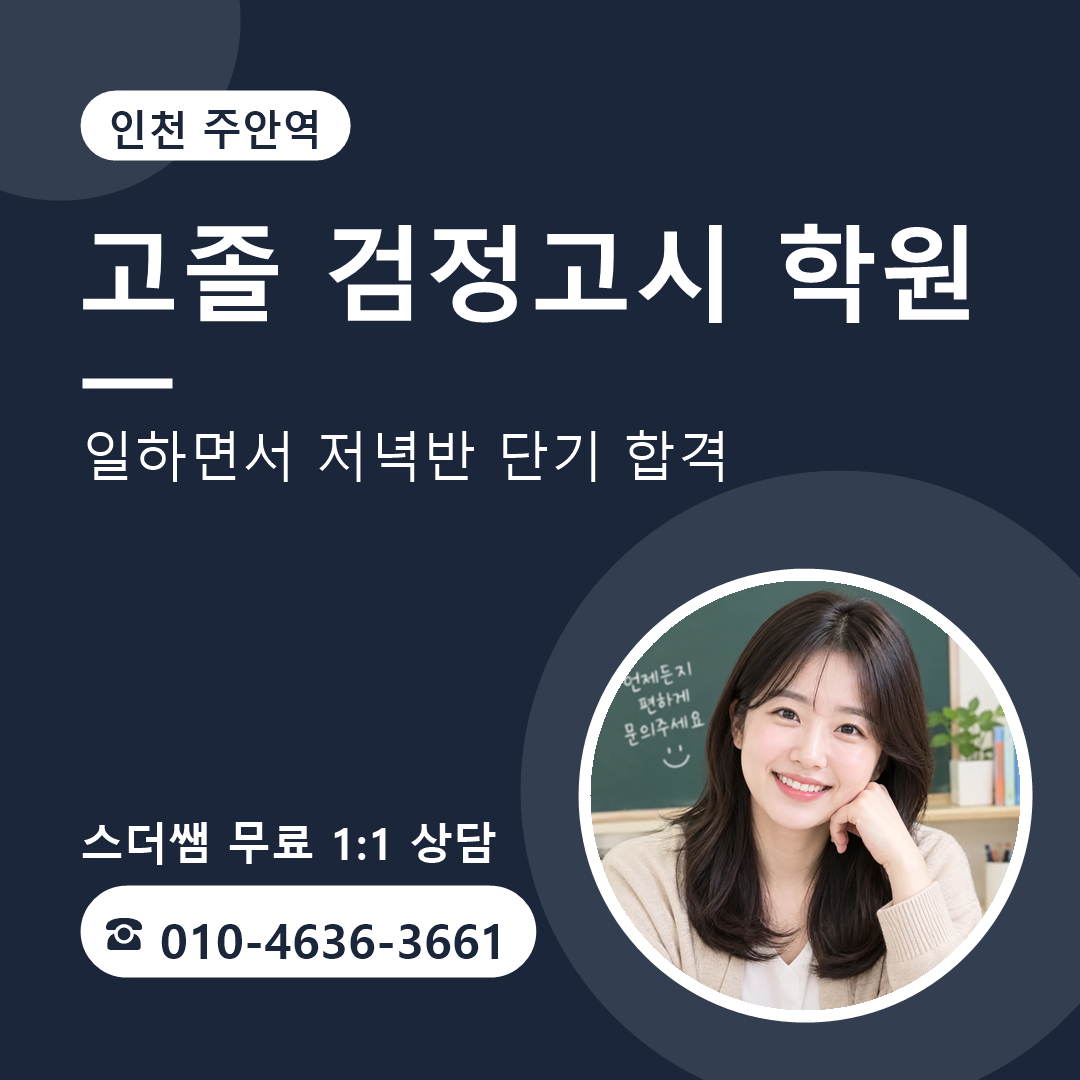 인천 주안역
고졸 검정고시 학원
일하면서 저녁반 단기 합격
언제든지
편하게
문의주세요
스더쌤 무료 1:1 상담
☎ 010-4636-3661